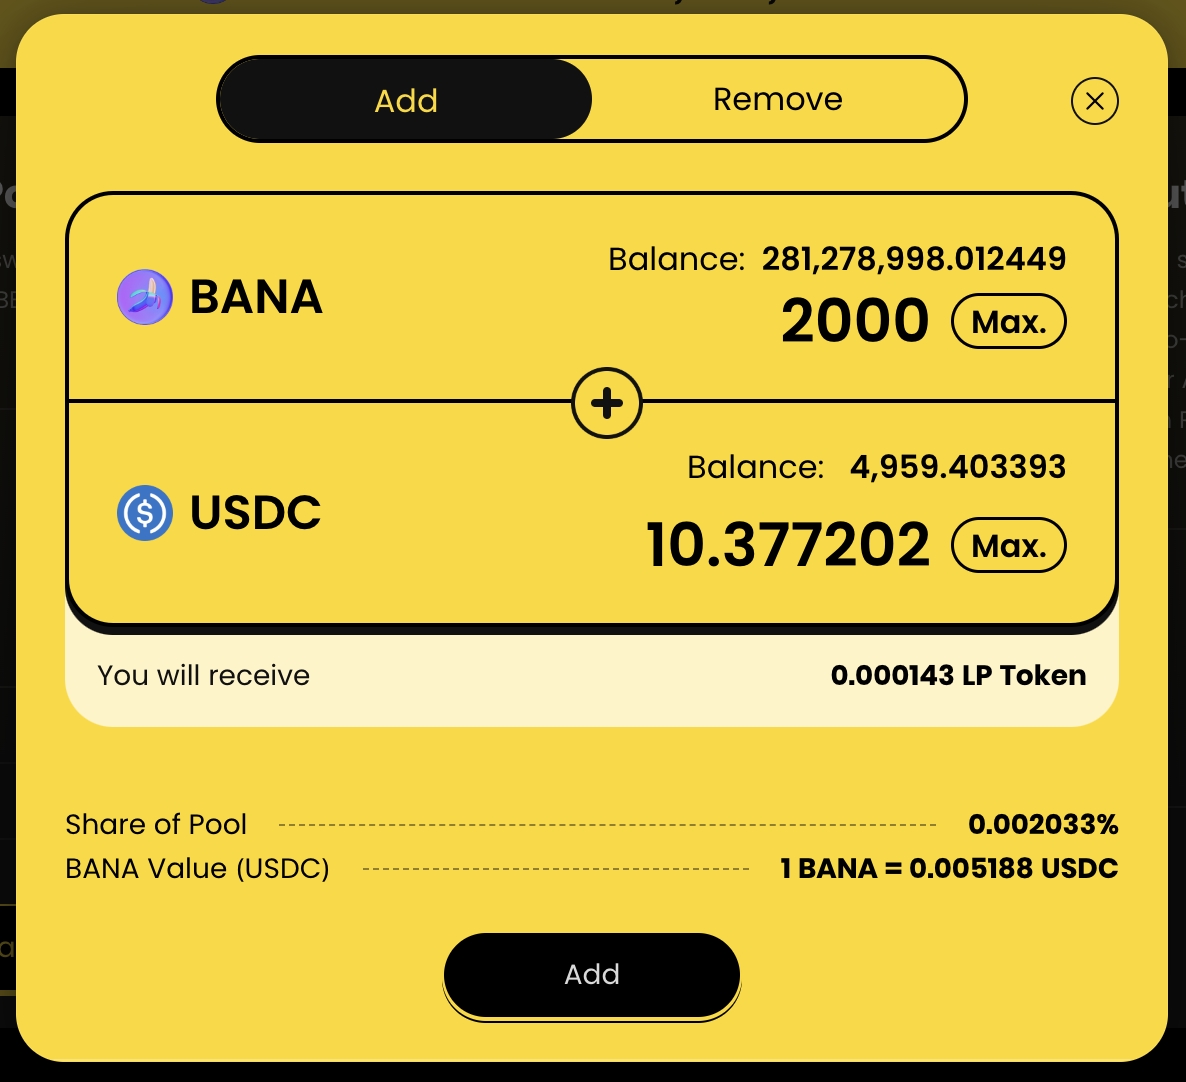 Add
Remove
BANA
Balance: 281,278,998.012449
2000
Max.
USDC
Balance: 4,959.403393
10.377202
Max.
You will receive
0.000143 LP Token
Share of Pool
0.002033%
BANA Value (USDC)
1 BANA = 0.005188 USDC
Add